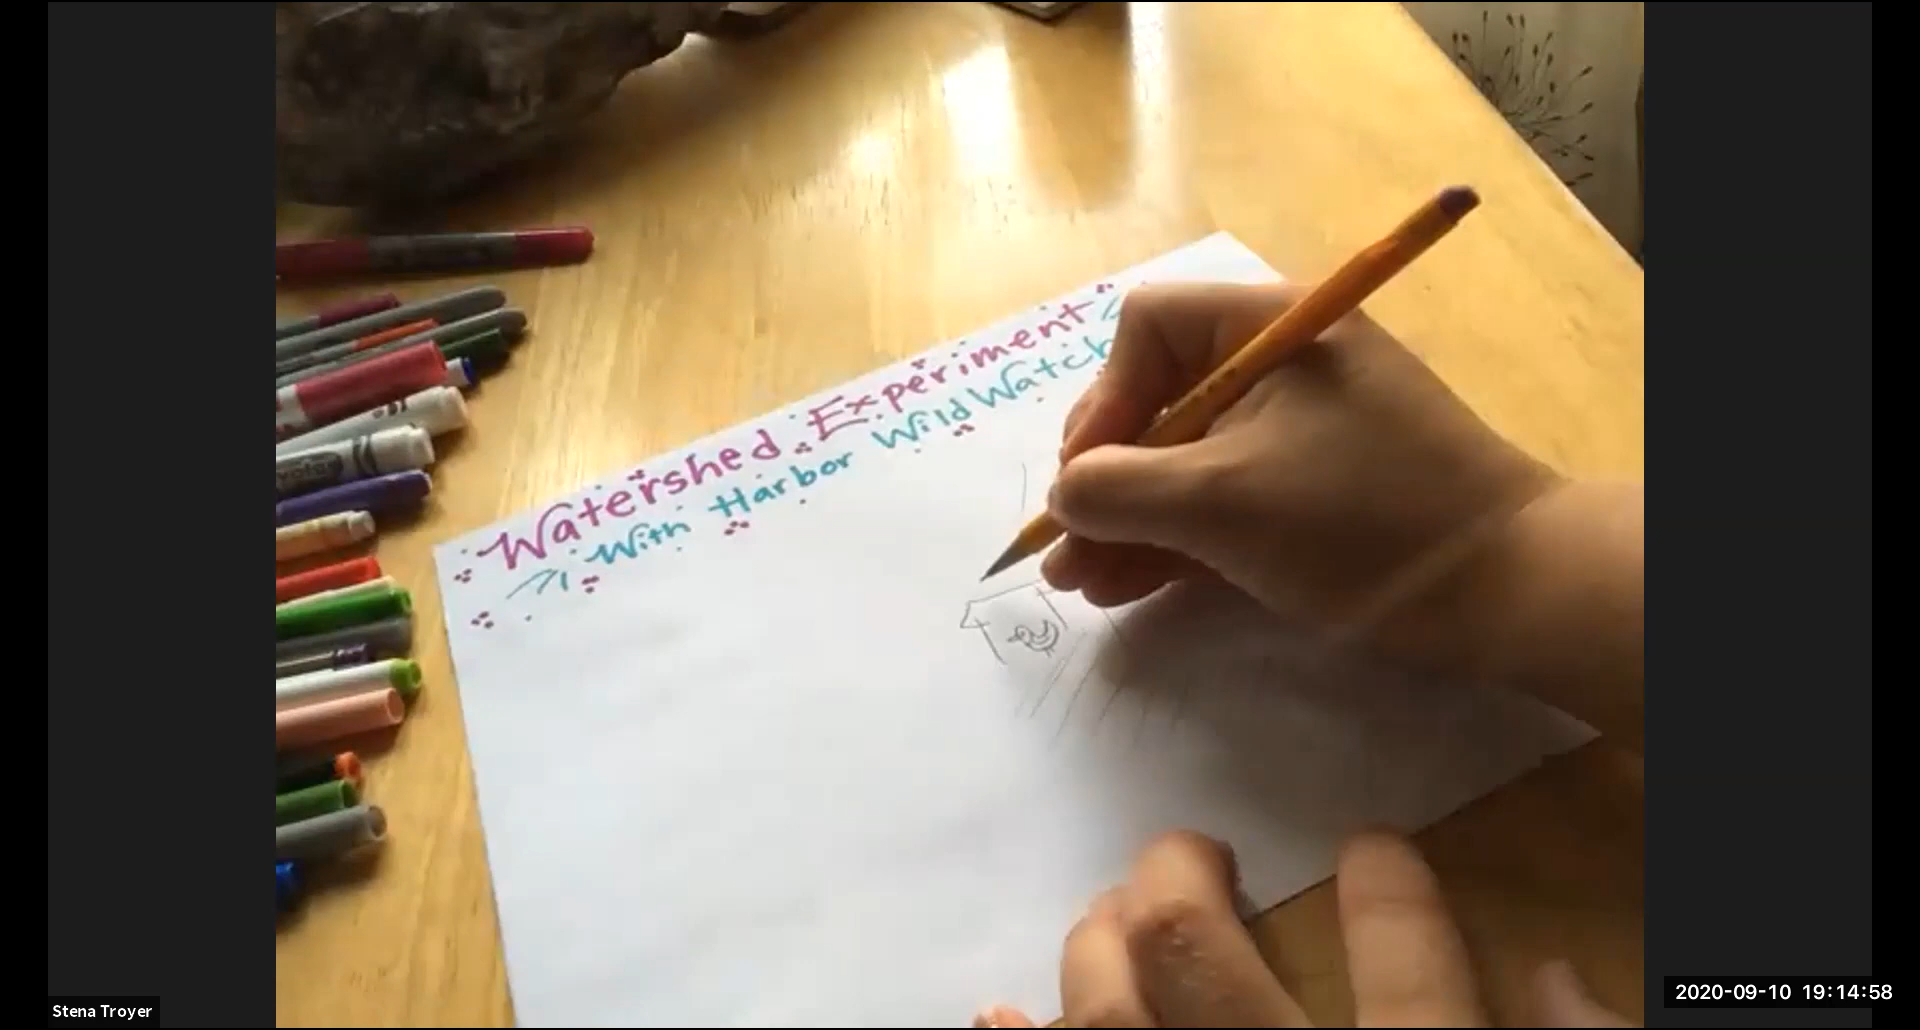 Watershed Experiment
With Harbor WildWatch
Stena Troyer
2020-09-10 19:14:58